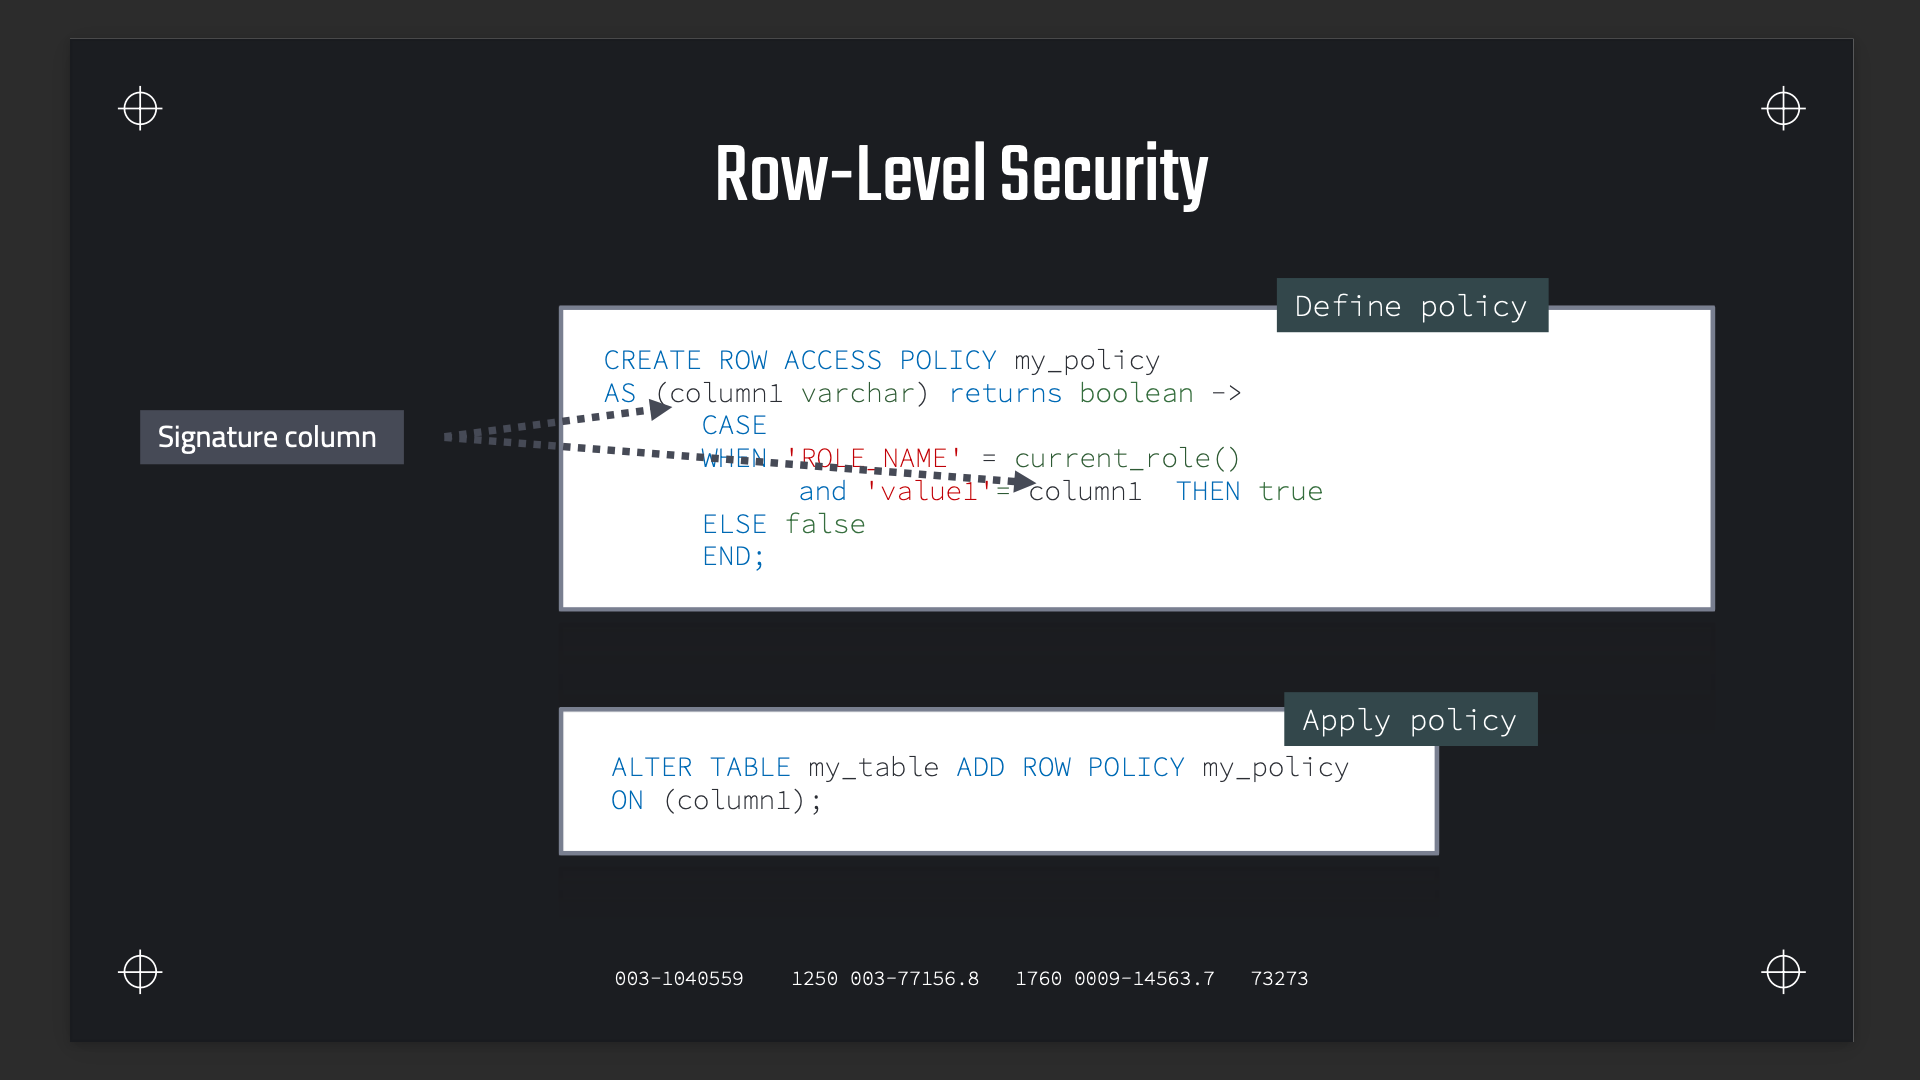 Row-Level Security
Define policy
CREATE ROW ACCESS POLICY my_policy
AS (column1 varchar) returns boolean ->
CASE
WHEN 'ROLE_NAME' = current_role()
and 'value1'= column1  THEN true
ELSE false
END;
Signature column
Apply policy
ALTER TABLE my_table ADD ROW POLICY my_policy
ON (column1);
003-1040559    1250 003-77156.8   1760 0009-14563.7   73273